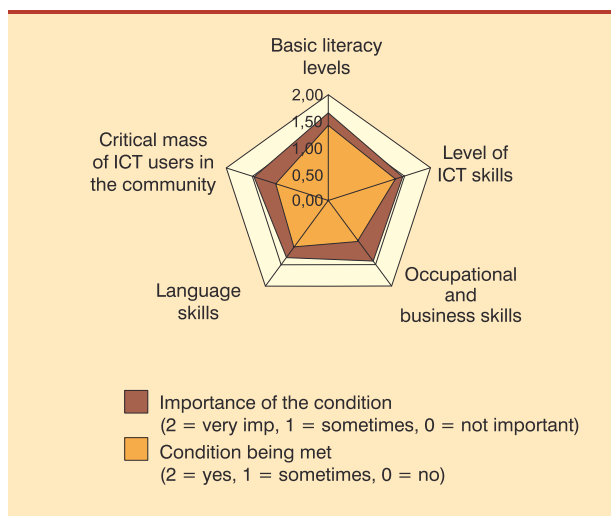 Basic literacy
levels
2,00
1,50
1,00
0,50
0,00
Critical mass
of ICT users in
the community
Level of
ICT skills
Language
skills
Occupational
and
business skills
Importance of the condition
(2 = very imp, 1 = sometimes, 0 = not important)
Condition being met
(2 = yes, 1 = sometimes, 0 = no)